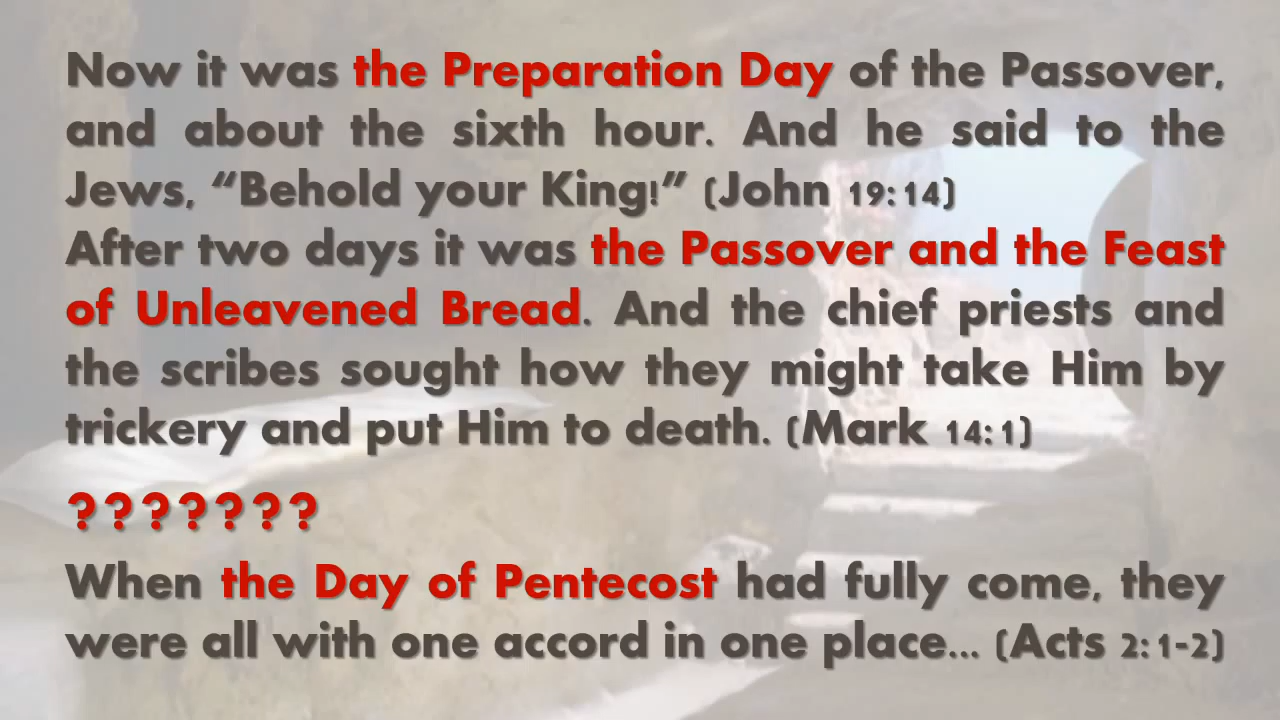 Now it was the Preparation Day of the Passover,
and about the sixth hour. And he said to the
Jews, “Behold your King!” (John 19:14)
After two days it was the Passover and the Feast
of Unleavened Bread. And the chief priests and
the scribes sought how they might take Him by
trickery and put Him to death. (Mark 14:1)
???????
When the Day of Pentecost had fully come, they
were all with one accord in one place... (Acts 2:1-2)